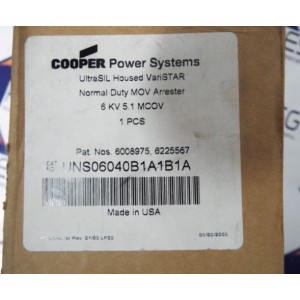 COOPER Power Systems
UltraSIL Housed VariSTAR
Normal Duty MOV Arrester
6 KV 5.1 MCOV
1 PCS
Pat. Nos. 6008975, 6225567
UNS06040B1A1B1A
Made in USA